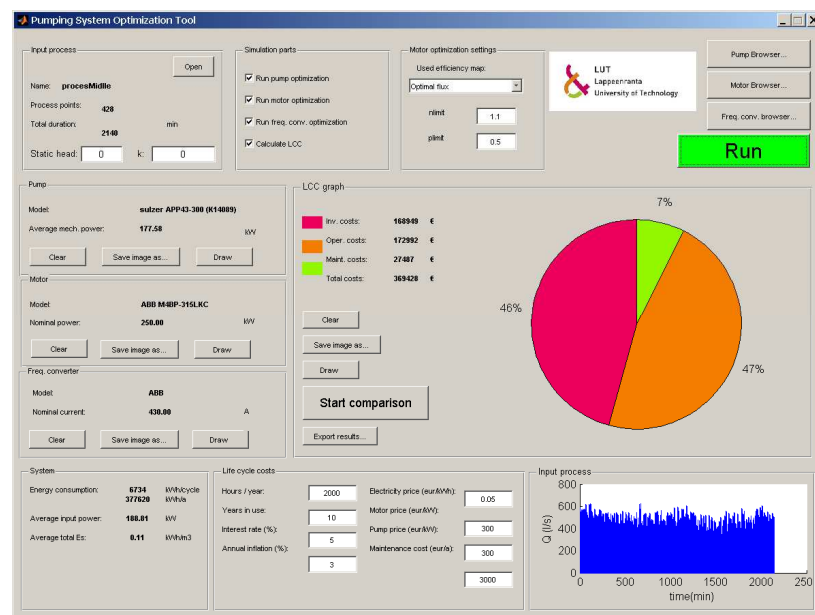 Pumping System Optimization Tool
Input process
Open
Name: procesMidlle
Process points: 428
Total duration: 2140 min
Static head: 0 k: 0
Simulation parts
Run pump optimization
Run motor optimization
Run freq. conv. optimization
Calculate LCC
Motor optimization settings
Used efficiency map:
Optimal flux
nlimit 1.1
plimit 0.5
LUT
Lappeenranta
University of Technology
Pump Browser...
Motor Browser...
Freq. conv. browser...
Run
Pump
Model: sulzer APP43-300 (K14089)
Average mech. power: 177.58 kW
Clear Save image as... Draw
Motor
Model: ABB M4BP-315LKC
Nominal power: 250.00 kW
Clear Save image as... Draw
Freq. converter
Model: ABB
Nominal current: 430.00 A
Clear Save image as... Draw
LCC graph
Inv. costs: 168949 €
Oper. costs: 172992 €
Maint. costs: 27487 €
Total costs: 369428 €
Clear
Save image as...
Draw
Start comparison
Export results...
7%
46%
47%
System
Energy consumption: 6734 kWh/cycle
377620 kWh/a
Average input power: 188.81 kW
Average total Es: 0.11 kWh/m3
Life cycle costs
Hours / year: 2000
Years in use: 10
Interest rate (%): 5
Annual inflation (%): 3
Electricity price (eur/kWh): 0.05
Motor price (eur/kW): 300
Pump price (eur/kW): 300
Maintenance cost (eur/a): 3000
Input process
800
600
400
200
0
Q (l/s)
0 500 1000 1500 2000 250
time(min)